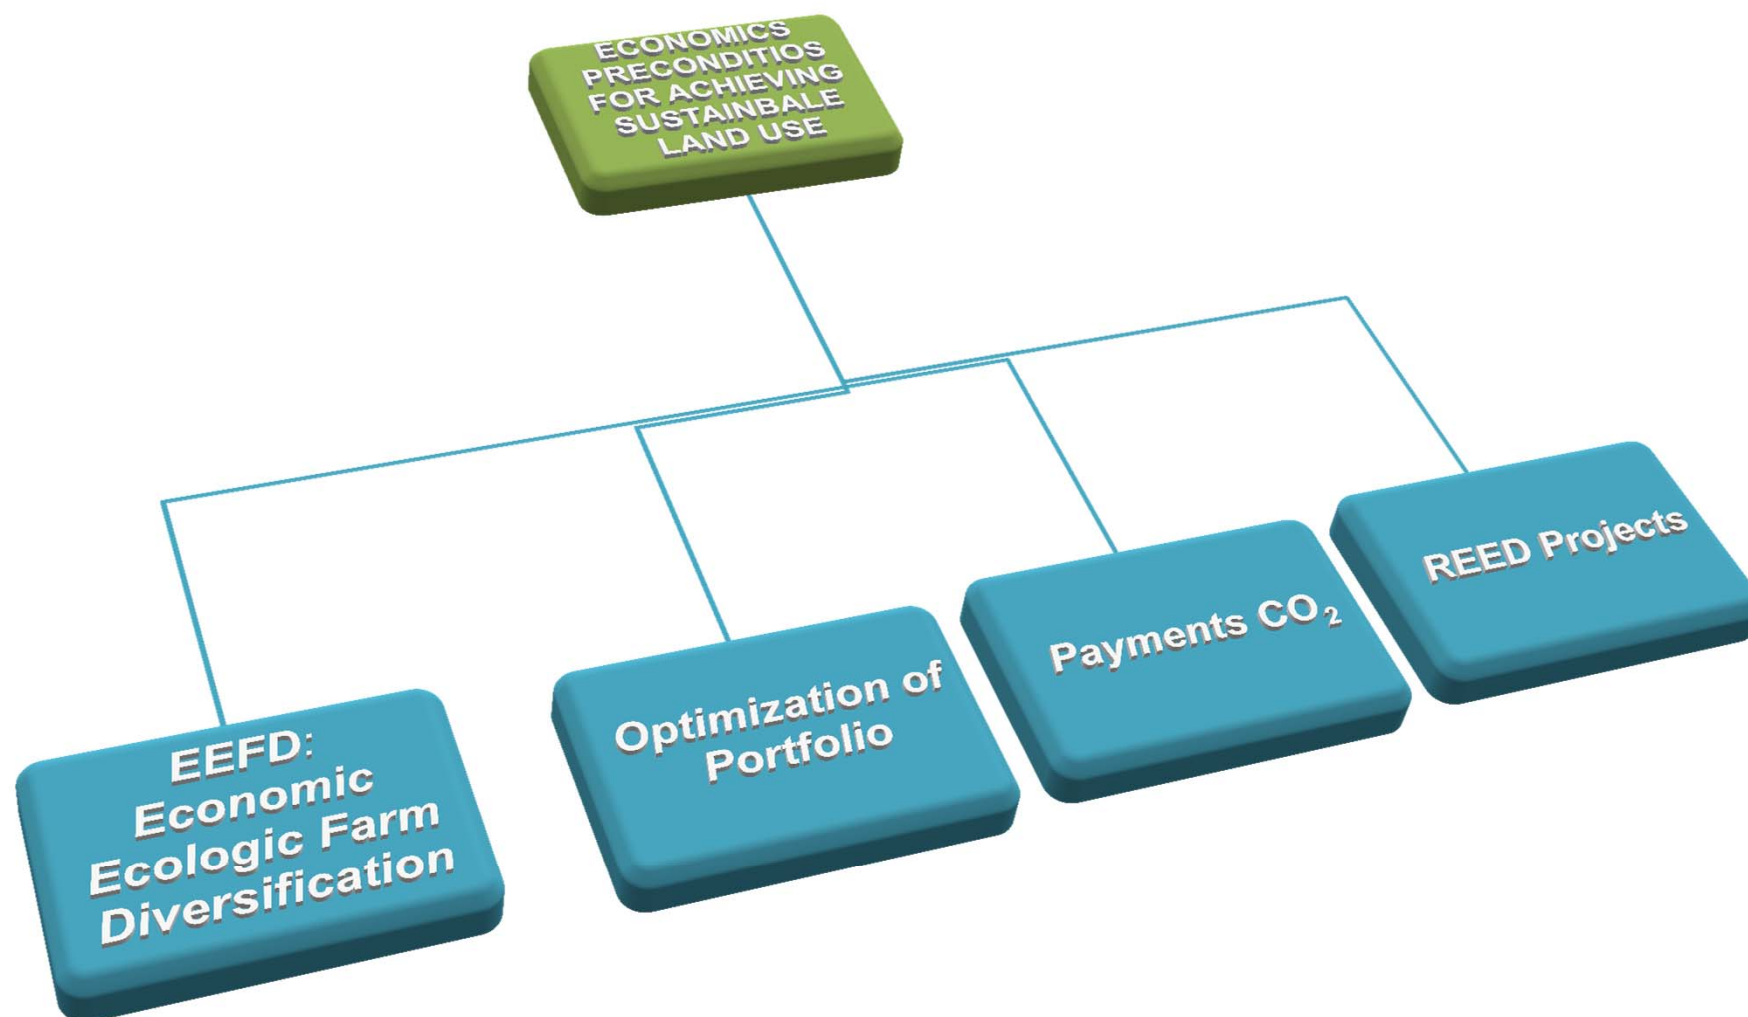 ECONOMICS
PRECONDITIOS
FOR ACHIEVING
SUSTAINBALE
LAND USE
EEFD:
Economic
Ecologic Farm
Diversification
Optimization of
Portfolio
Payments CO₂
REED Projects